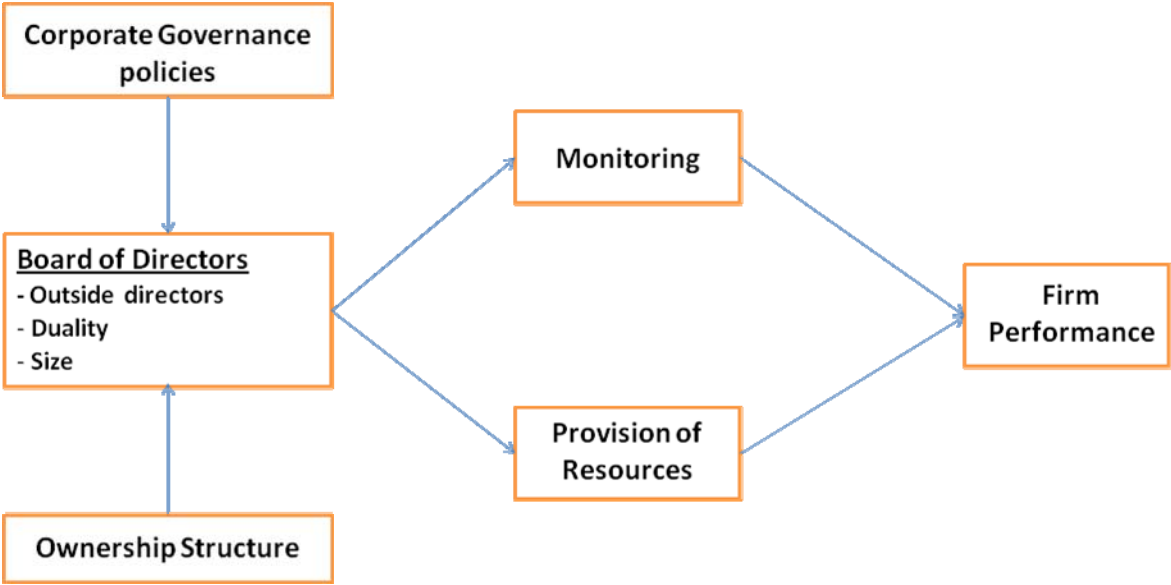 Corporate Governance
policies
Monitoring
Board of Directors
- Outside directors
- Duality
- Size
Firm
Performance
Provision of
Resources
Ownership Structure